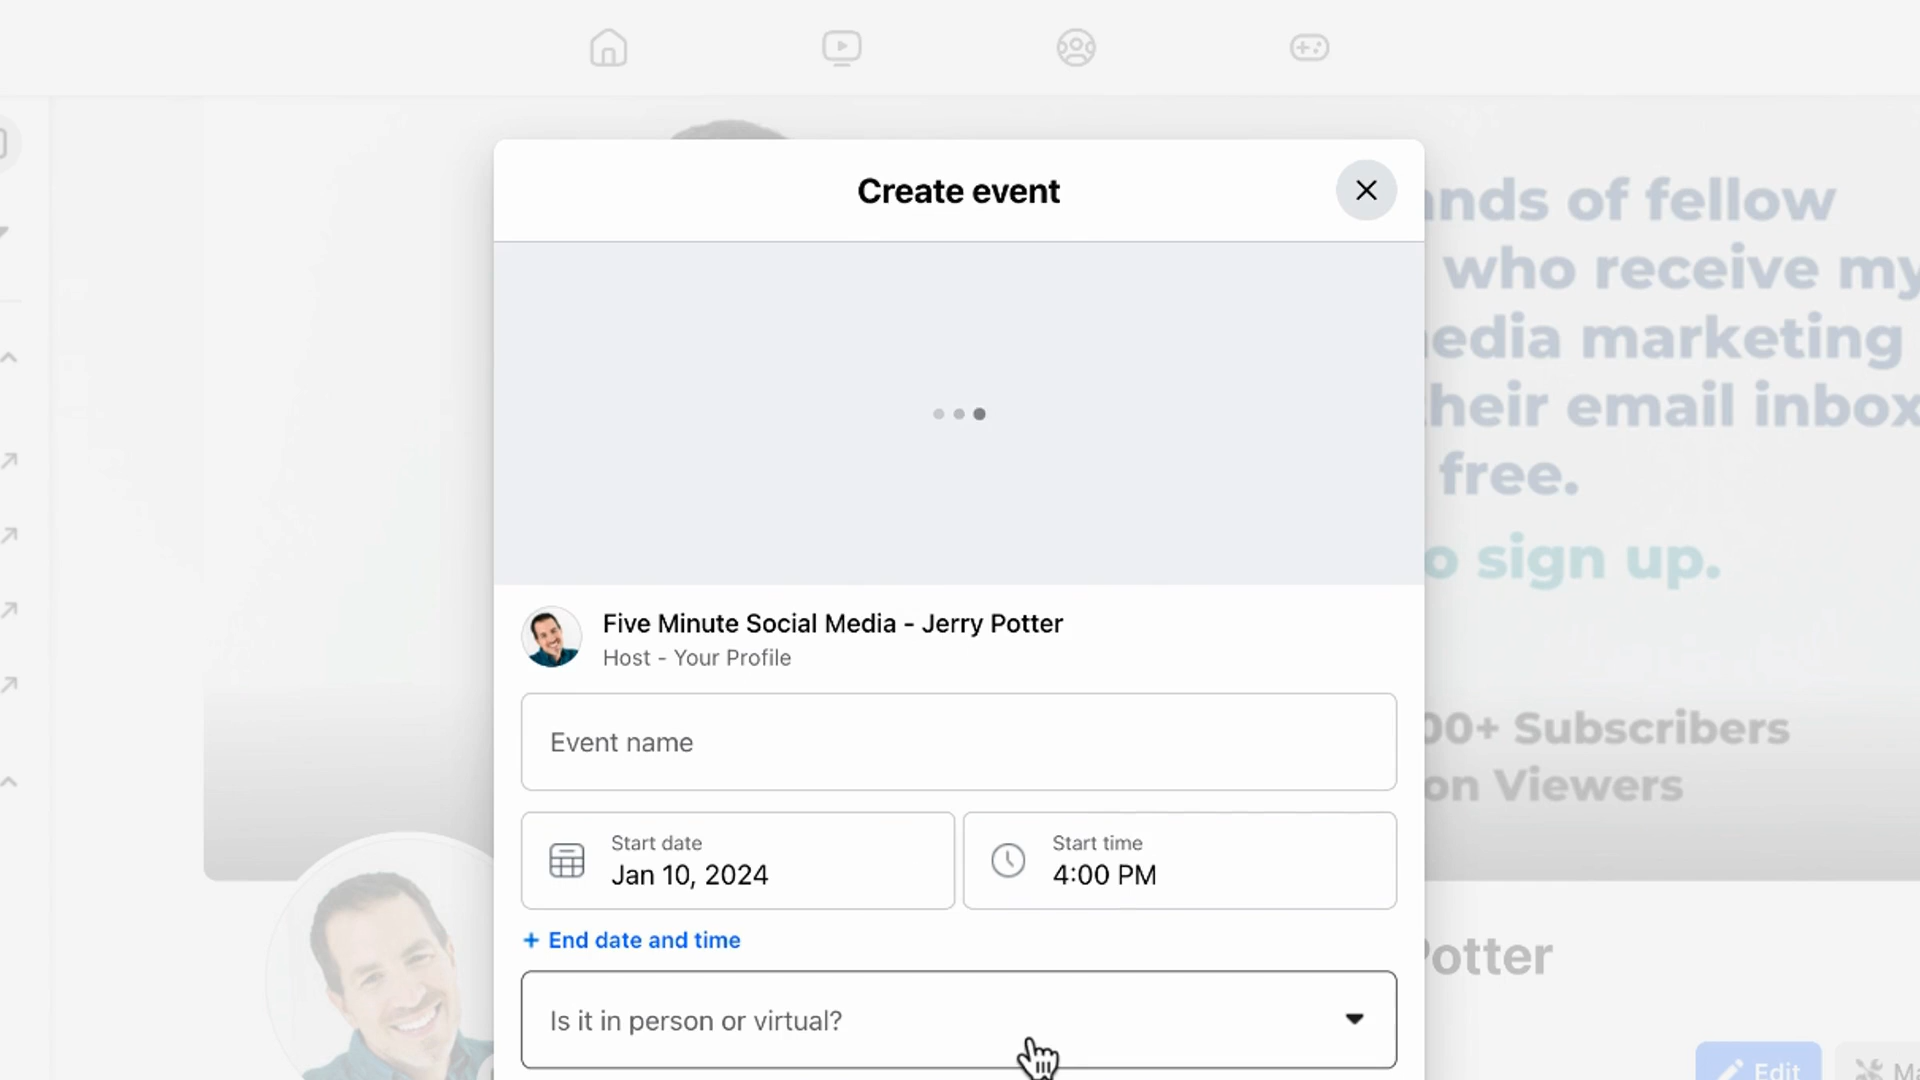 Create event
nds of fellow
who receive my
edia marketing
heir email inbox
free.
o sign up.
Five Minute Social Media - Jerry Potter
Host - Your Profile
Event name
00+ Subscribers
on Viewers
Start date
Jan 10, 2024
Start time
4:00 PM
+ End date and time
otter
Is it in person or virtual?
Edit